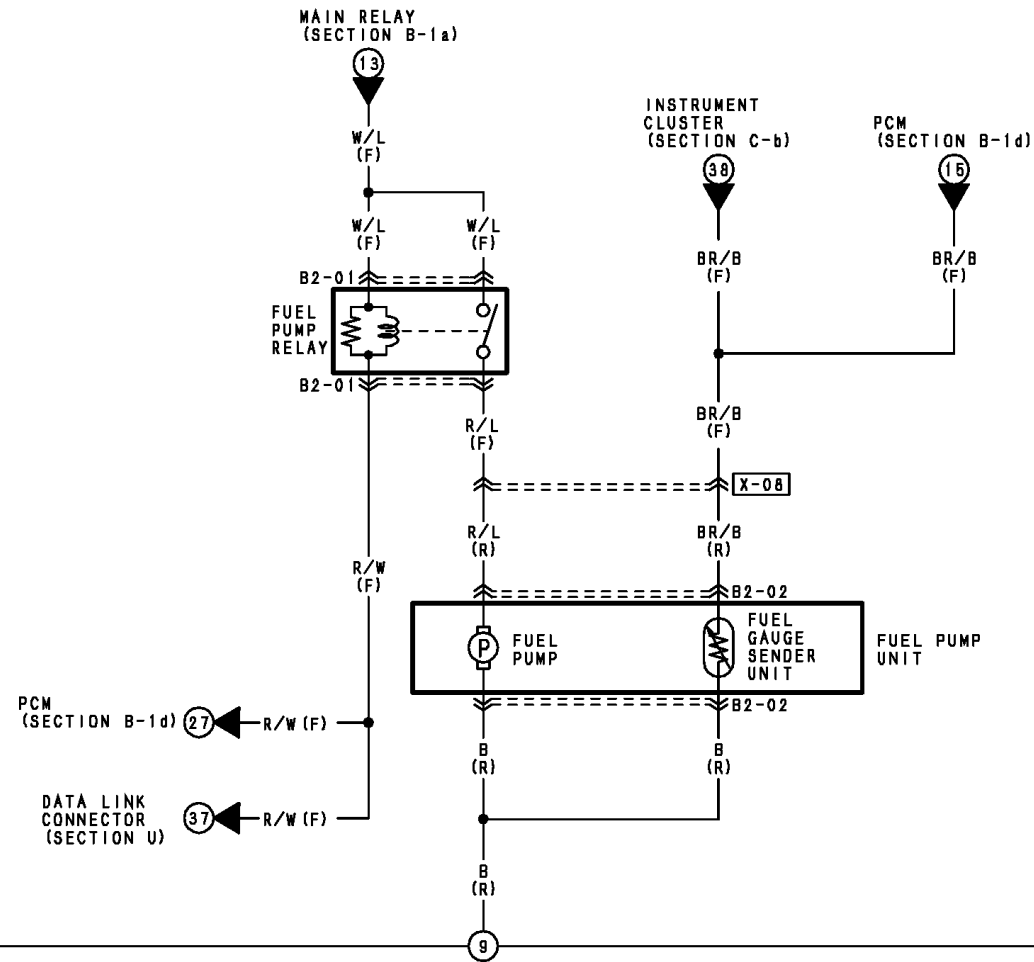 MAIN RELAY
(SECTION B-1a)
13
W/L
(F)
INSTRUMENT
CLUSTER
(SECTION C-b)
38
PCM
(SECTION B-1d)
15
W/L
(F)
W/L
(F)
BR/B
(F)
BR/B
(F)
B2-01
FUEL
PUMP
RELAY
B2-01
R/L
(F)
BR/B
(F)
X-08
R/L
(R)
BR/B
(R)
R/W
(F)
B2-02
FUEL
PUMP
P
FUEL
GAUGE
SENDER
UNIT
FUEL PUMP
UNIT
B2-02
PCM
(SECTION B-1d)
27
R/W(F)
B
(R)
B
(R)
DATA LINK
CONNECTOR
(SECTION U)
37
R/W(F)
B
(R)
9